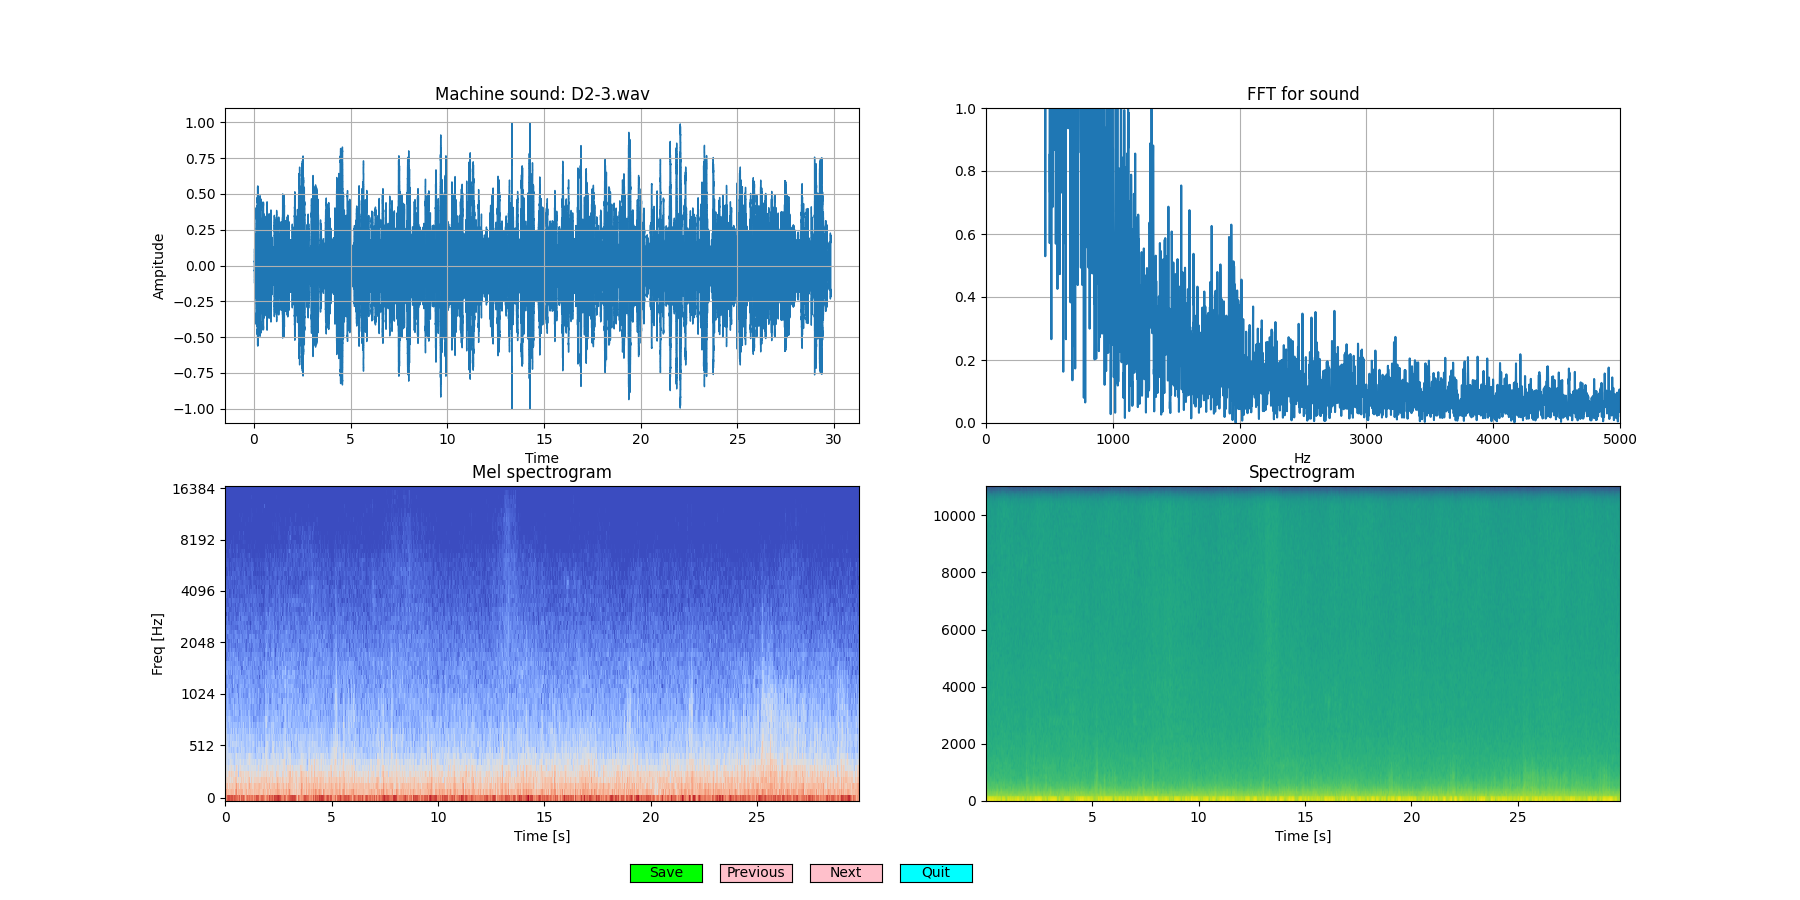 Machine sound: D2-3.wav
1.00
0.75
0.50
0.25
0.00
−0.25
−0.50
−0.75
−1.00
Ampitude
0 5 10 15 20 25 30
Time
FFT for sound
1.0
0.8
0.6
0.4
0.2
0.0
0 1000 2000 3000 4000 5000
Hz
Mel spectrogram
16384
8192
4096
2048
1024
512
0
Freq [Hz]
0 5 10 15 20 25
Time [s]
Spectrogram
10000
8000
6000
4000
2000
0
5 10 15 20 25
Time [s]
Save Previous Next Quit